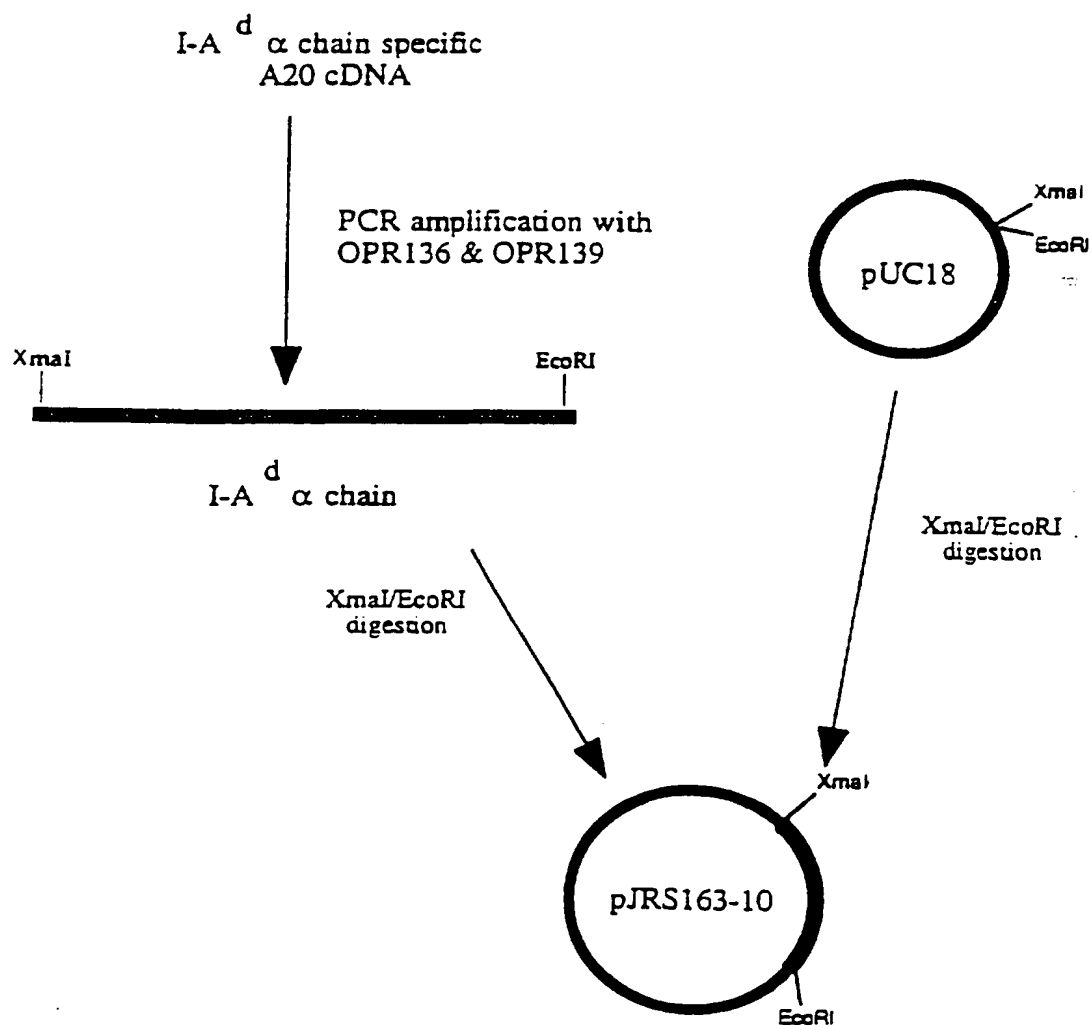 I-A d α chain specific
A20 cDNA
PCR amplification with
OPR136 & OPR139
XmaI
EcoRI
pUC18
XmaI
EcoRI
I-A d α chain
XmaI/EcoRI
digestion
XmaI/EcoRI
digestion
XmaI
pJRS163-10
EcoRI